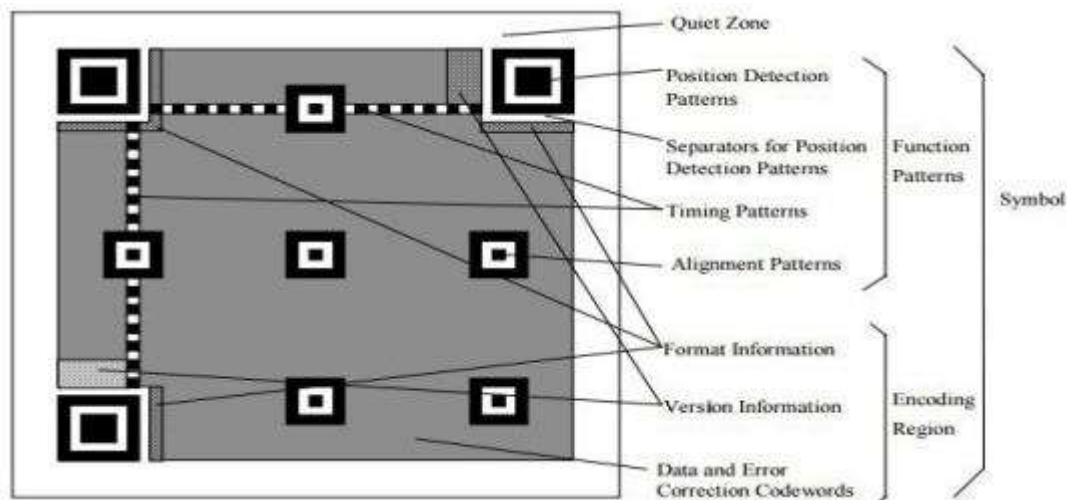 Quiet Zone
Position Detection
Patterns
Separators for Position
Detection Patterns
Function
Patterns
Symbol
Timing Patterns
Alignment Patterns
Format Information
Version Information
Encoding
Region
Data and Error
Correction Codewords